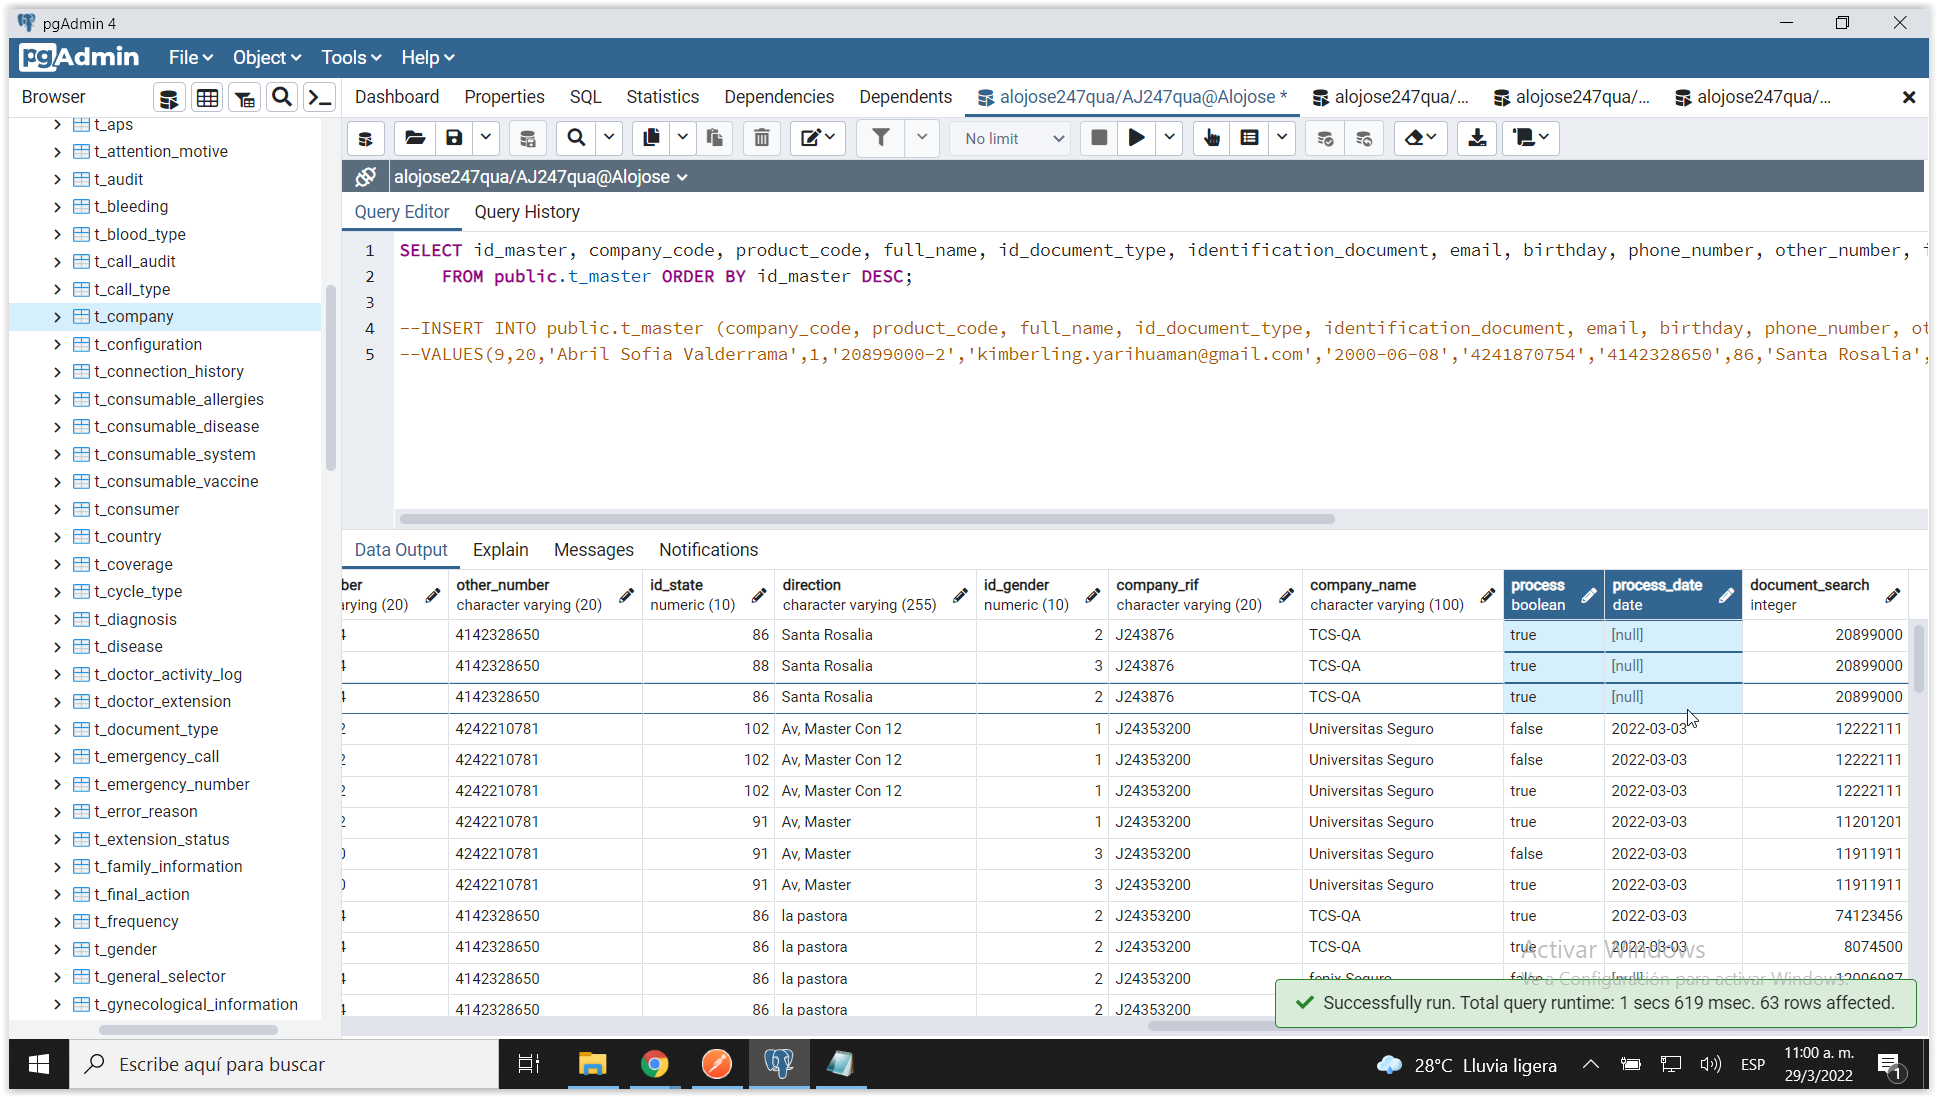 pgAdmin 4
pgAdmin File Object Tools Help
Browser Dashboard Properties SQL Statistics Dependencies Dependents alojose247qua/AJ247qua@Alojose * alojose247qua/... alojose247qua/... alojose247qua/...
No limit
alojose247qua/AJ247qua@Alojose
Query Editor Query History
1 SELECT id_master, company_code, product_code, full_name, id_document_type, identification_document, email, birthday, phone_number, other_number,
2 FROM public.t_master ORDER BY id_master DESC;
3
4 --INSERT INTO public.t_master (company_code, product_code, full_name, id_document_type, identification_document, email, birthday, phone_number, ot
5 --VALUES(9,20,'Abril Sofia Valderrama',1,'20899000-2','kimberling.yarihuaman@gmail.com','2000-06-08','4241870754','4142328650',86,'Santa Rosalia',
t_aps
t_attention_motive
t_audit
t_bleeding
t_blood_type
t_call_audit
t_call_type
t_company
t_configuration
t_connection_history
t_consumable_allergies
t_consumable_disease
t_consumable_system
t_consumable_vaccine
t_consumer
t_country
t_coverage
t_cycle_type
t_diagnosis
t_disease
t_doctor_activity_log
t_doctor_extension
t_document_type
t_emergency_call
t_emergency_number
t_error_reason
t_extension_status
t_family_information
t_final_action
t_frequency
t_gender
t_general_selector
t_gynecological_information
Data Output Explain Messages Notifications
ber other_number id_state direction id_gender company_rif company_name process process_date document_search
arying (20) character varying (20) numeric (10) character varying (255) numeric (10) character varying (20) character varying (100) boolean date integer
4 4142328650 86 Santa Rosalia 2 J243876 TCS-QA true [null] 20899000
4 4142328650 88 Santa Rosalia 3 J243876 TCS-QA true [null] 20899000
4 4142328650 86 Santa Rosalia 2 J243876 TCS-QA true [null] 20899000
2 4242210781 102 Av, Master Con 12 1 J24353200 Universitas Seguro false 2022-03-03 12222111
2 4242210781 102 Av, Master Con 12 1 J24353200 Universitas Seguro false 2022-03-03 12222111
2 4242210781 102 Av, Master Con 12 1 J24353200 Universitas Seguro true 2022-03-03 12222111
2 4242210781 91 Av, Master 1 J24353200 Universitas Seguro true 2022-03-03 11201201
0 4242210781 91 Av, Master 3 J24353200 Universitas Seguro false 2022-03-03 11911911
0 4242210781 91 Av, Master 3 J24353200 Universitas Seguro true 2022-03-03 11911911
4 4142328650 86 la pastora 2 J24353200 TCS-QA true 2022-03-03 74123456
4 4142328650 86 la pastora 2 J24353200 TCS-QA true 2022-03-03 8074500
4 4142328650 86 la pastora 2 J24353200 fenix Seguro false [null] 12006987
4 4142328650 86 la pastora 2 J24353200
Activar Windows
Ve a Configuración para activar Windows.
Successfully run. Total query runtime: 1 secs 619 msec. 63 rows affected.
Escribe aquí para buscar 28°C Lluvia ligera ESP 11:00 a. m.
29/3/2022 1